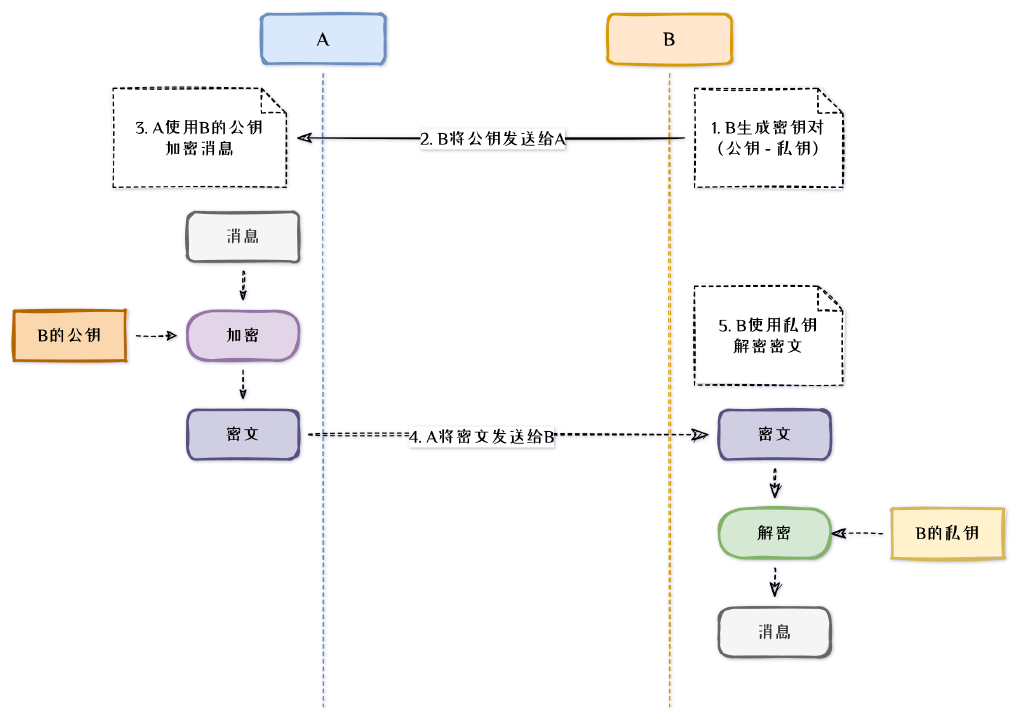 A
B
3. A使用B的公钥
加密消息
2. B将公钥发送给A
1. B生成密钥对
（公钥 - 私钥）
消息
B的公钥
加密
5. B使用私钥
解密密文
密文
4. A将密文发送给B
密文
解密
B的私钥
消息